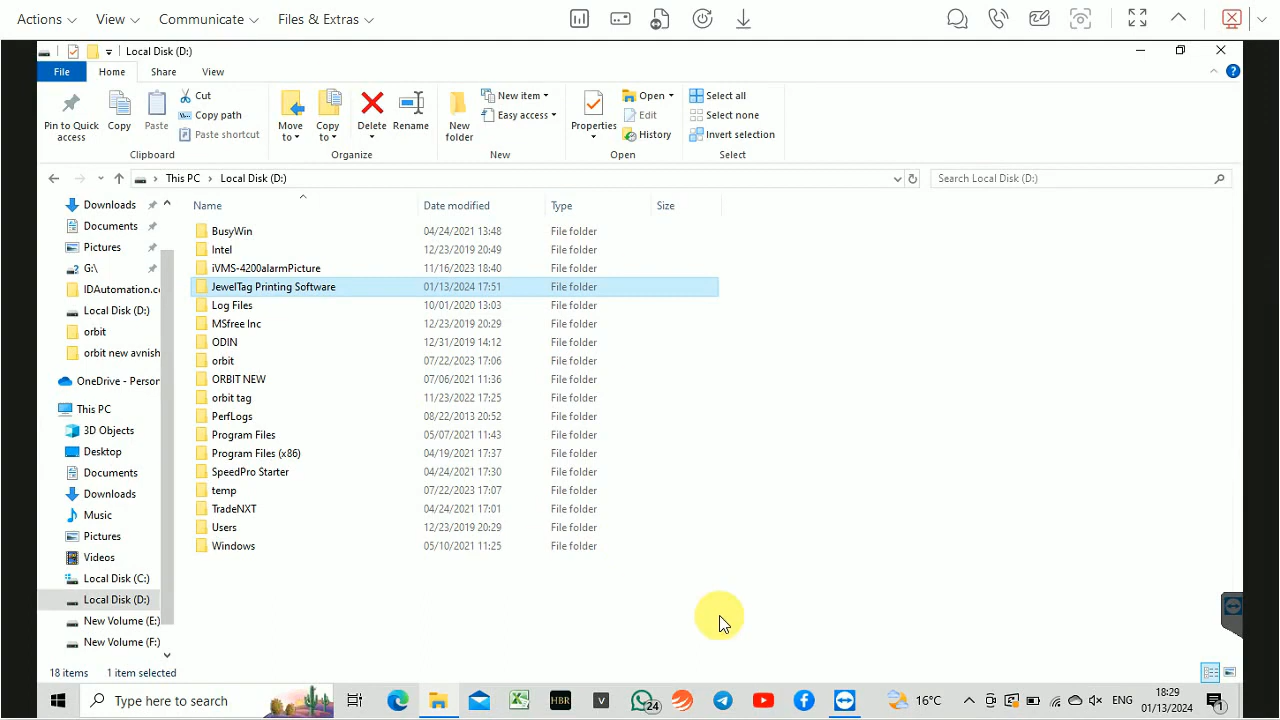 Actions View Communicate Files & Extras
Local Disk (D:)
File Home Share View
Pin to Quick access
Copy
Paste
Cut
Copy path
Paste shortcut
Clipboard
Move to
Copy to
Delete
Rename
Organize
New folder
New item
Easy access
New
Properties
Open
Edit
History
Open
Select all
Select none
Invert selection
Select
This PC > Local Disk (D:)
Search Local Disk (D:)
Name Date modified Type Size
Downloads
Documents
Pictures
G:\
IDAutomation.c
Local Disk (D:)
orbit
orbit new avnish
OneDrive - Person
This PC
3D Objects
Desktop
Documents
Downloads
Music
Pictures
Videos
Local Disk (C:)
Local Disk (D:)
New Volume (E:)
New Volume (F:)
BusyWin 04/24/2021 13:48 File folder
Intel 12/23/2019 20:49 File folder
iVMS-4200alarmPicture 11/16/2023 18:40 File folder
JewelTag Printing Software 01/13/2024 17:51 File folder
Log Files 10/01/2020 13:03 File folder
MSfree Inc 12/23/2019 20:29 File folder
ODIN 12/31/2019 14:12 File folder
orbit 07/22/2023 17:06 File folder
ORBIT NEW 07/06/2021 11:36 File folder
orbit tag 11/23/2022 17:25 File folder
PerfLogs 08/22/2013 20:52 File folder
Program Files 05/07/2021 11:43 File folder
Program Files (x86) 04/19/2021 17:37 File folder
SpeedPro Starter 04/24/2021 17:30 File folder
temp 07/22/2023 17:07 File folder
TradeNXT 04/24/2021 17:01 File folder
Users 12/23/2019 20:29 File folder
Windows 05/10/2021 11:25 File folder
18 items 1 item selected
Type here to search
HBR
V
24
16°C
ENG
18:29
01/13/2024
1